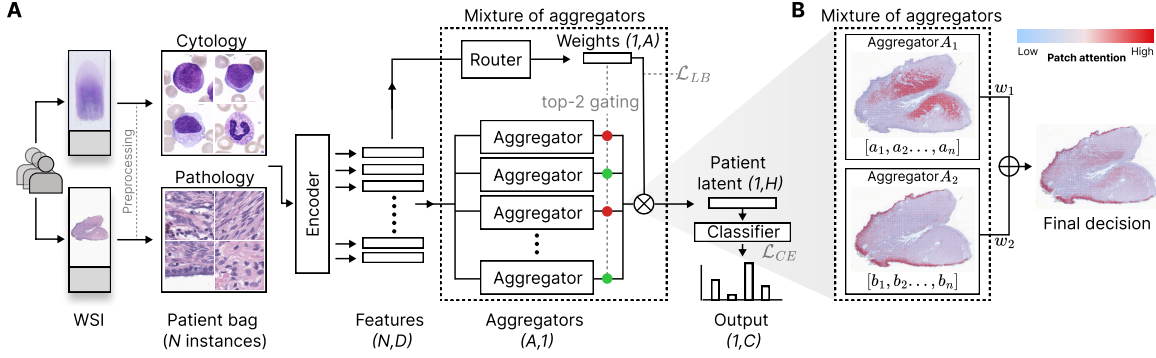 A
Cytology
Pathology
Preprocessing
WSI
Patient bag
(N instances)
Encoder
Features
(N,D)
Mixture of aggregators
Router
Weights (1,A)
ℒ_LB
top-2 gating
Aggregator
Aggregator
Aggregator
Aggregator
Aggregators
(A,1)
Patient
latent (1,H)
Classifier
ℒ_CE
Output
(1,C)
B
Mixture of aggregators
Aggregator A₁
[a₁, a₂..., aₙ]
Aggregator A₂
[b₁, b₂..., bₙ]
w₁
w₂
Low
High
Patch attention
Final decision